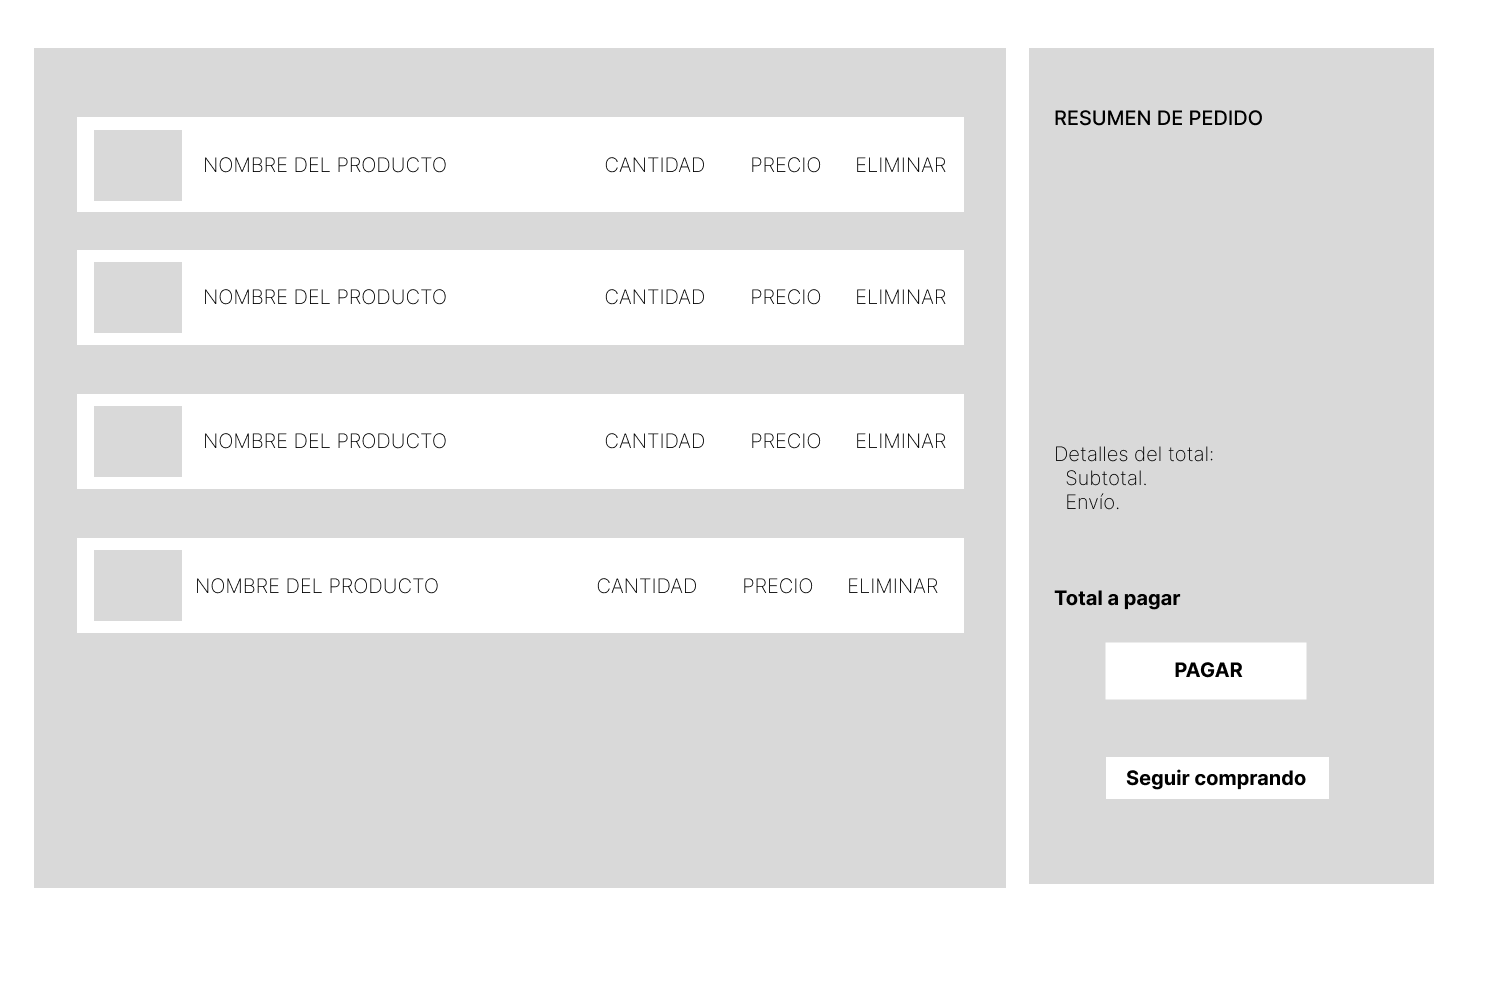 NOMBRE DEL PRODUCTO CANTIDAD PRECIO ELIMINAR
NOMBRE DEL PRODUCTO CANTIDAD PRECIO ELIMINAR
NOMBRE DEL PRODUCTO CANTIDAD PRECIO ELIMINAR
NOMBRE DEL PRODUCTO CANTIDAD PRECIO ELIMINAR
RESUMEN DE PEDIDO
Detalles del total:
Subtotal.
Envío.
Total a pagar
PAGAR
Seguir comprando